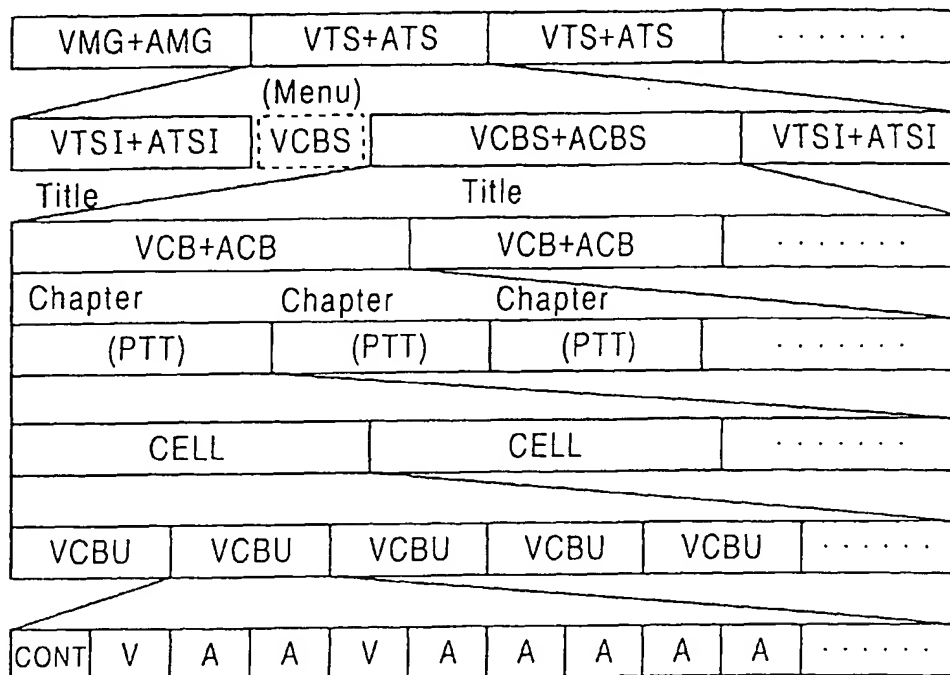 VMG+AMG VTS+ATS VTS+ATS ·······
(Menu)
VTSI+ATSI VCBS VCBS+ACBS VTSI+ATSI
Title Title
VCB+ACB VCB+ACB ·······
Chapter Chapter Chapter
(PTT) (PTT) (PTT) ·······
CELL CELL ·······
VCBU VCBU VCBU VCBU VCBU ······
CONT V A A V A A A A A ······